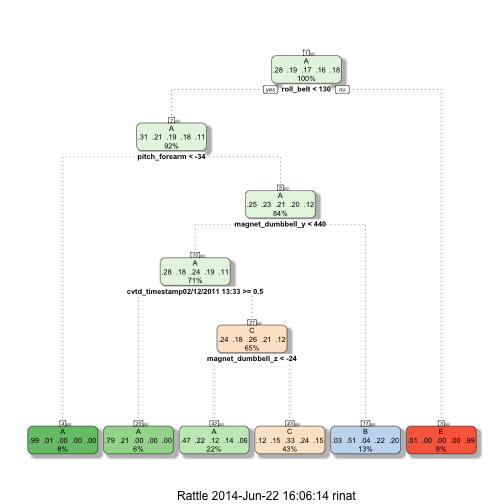 1
A
.28 .19 .17 .16 .18
100%
yes roll_belt < 130 no
2
A
.31 .21 .19 .18 .11
92%
pitch_forearm < -34
5
A
.25 .23 .21 .20 .12
84%
magnet_dumbbell_y < 440
10
A
.28 .18 .24 .19 .11
71%
cvtd_timestamp02/12/2011 13:33 >= 0.5
21
C
.24 .18 .26 .21 .12
65%
magnet_dumbbell_z < -24
4 20 42 43 11 3
A A A C B E
.99 .01 .00 .00 .00 .79 .21 .00 .00 .00 .47 .22 .12 .14 .06 .12 .15 .33 .24 .15 .03 .51 .04 .22 .20 .01 .00 .00 .00 .99
8% 6% 22% 43% 13% 8%
Rattle 2014-Jun-22 16:06:14 rinat